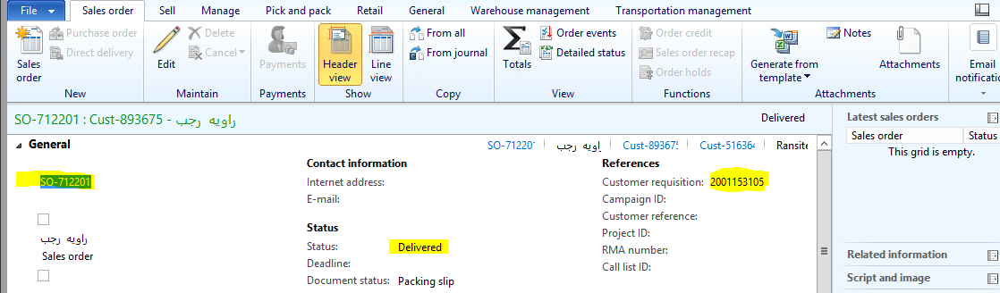 File Sales order Sell Manage Pick and pack Retail General Warehouse management Transportation management
Sales order
Purchase order
Direct delivery
New
Edit
Delete
Cancel
Maintain
Payments
Payments
Header view
Line view
Show
From all
From journal
Copy
Totals
Order events
Detailed status
View
Order credit
Sales order recap
Order holds
Functions
Generate from template
Notes
Attachments
Attachments
Email notification
SO-712201 : Cust-893675 - راويه رجب
Delivered
General
SO-71220 راويه رجب Cust-89367 Cust-51636 Ransite
SO-712201
راويه رجب
Sales order
Contact information
Internet address:
E-mail:
Status
Status: Delivered
Deadline:
Document status: Packing slip
References
Customer requisition: 2001153105
Campaign ID:
Customer reference:
Project ID:
RMA number:
Call list ID:
Latest sales orders
Sales order Status
This grid is empty.
Related information
Script and image